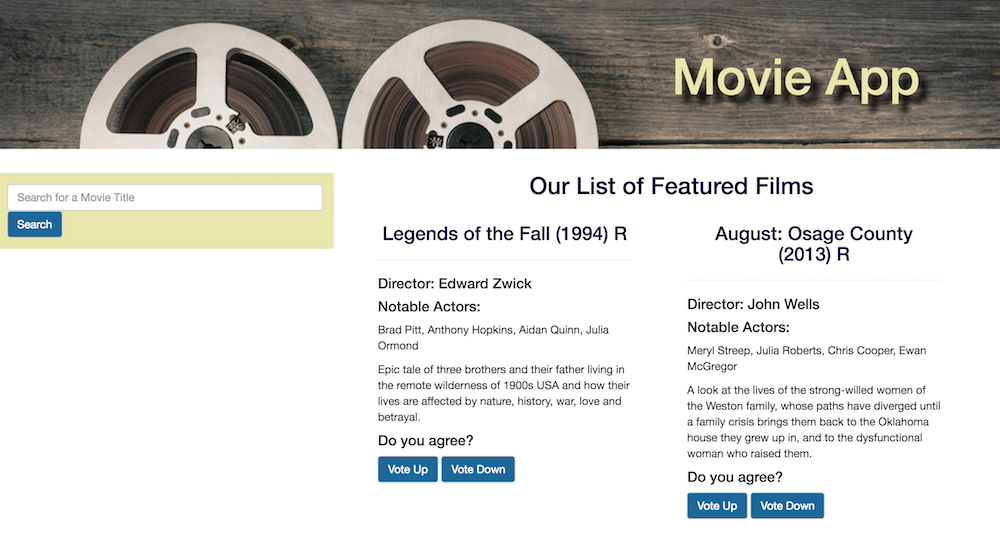 Movie App
Search for a Movie Title
Search
Our List of Featured Films
Legends of the Fall (1994) R
Director: Edward Zwick
Notable Actors:
Brad Pitt, Anthony Hopkins, Aidan Quinn, Julia
Ormond
Epic tale of three brothers and their father living in
the remote wilderness of 1900s USA and how their
lives are affected by nature, history, war, love and
betrayal.
Do you agree?
Vote Up Vote Down
August: Osage County
(2013) R
Director: John Wells
Notable Actors:
Meryl Streep, Julia Roberts, Chris Cooper, Ewan
McGregor
A look at the lives of the strong-willed women of
the Weston family, whose paths have diverged until
a family crisis brings them back to the Oklahoma
house they grew up in, and to the dysfunctional
woman who raised them.
Do you agree?
Vote Up Vote Down